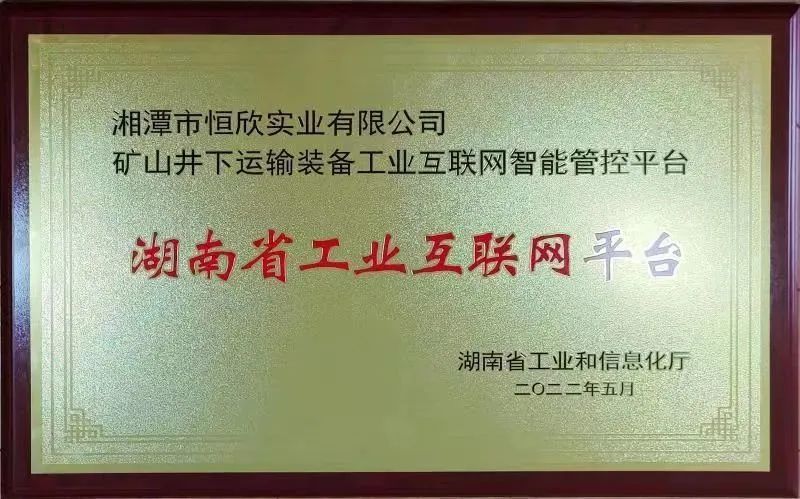 湘潭市恒欣实业有限公司
矿山井下运输装备工业互联网智能管控平台
湖南省工业互联网平台
湖南省工业和信息化厅
二〇二二年五月